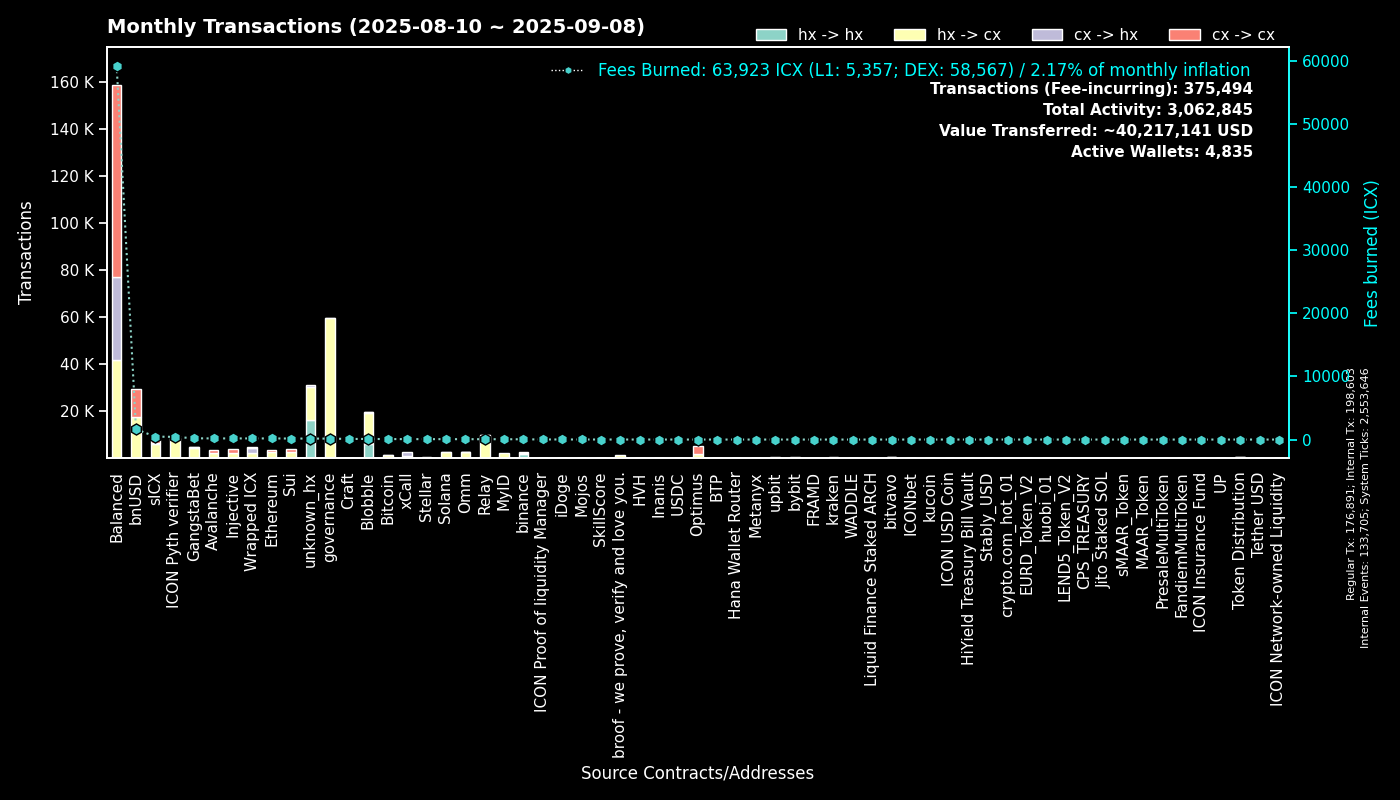 Monthly Transactions (2025-08-10 ~ 2025-09-08)
hx -> hx
hx -> cx
cx -> hx
cx -> cx
Fees Burned: 63,923 ICX (L1: 5,357; DEX: 58,567) / 2.17% of monthly inflation
Transactions (Fee-incurring): 375,494
Total Activity: 3,062,845
Value Transferred: ~40,217,141 USD
Active Wallets: 4,835
Transactions
160 K
140 K
120 K
100 K
80 K
60 K
40 K
20 K
60000
50000
40000
30000
20000
10000
0
Fees burned (ICX)
Regular Tx: 176,891; Internal Tx: 198,603
Internal Events: 133,705; System Ticks: 2,553,646
Balanced
bnUSD
sICX
ICON Pyth verifier
GangstaBet
Avalanche
Injective
Wrapped ICX
Ethereum
Sui
unknown_hx
governance
Craft
Blobble
Bitcoin
xCall
Stellar
Solana
Omm
Relay
MyID
binance
ICON Proof of liquidity Manager
iDoge
Mojos
SkillScore
broof - we prove, verify and love you.
HVH
Inanis
USDC
Optimus
BTP
Hana Wallet Router
Metanyx
upbit
bybit
FRAMD
kraken
WADDLE
Liquid Finance Staked ARCH
bitvavo
ICONbet
kucoin
ICON USD Coin
HiYield Treasury Bill Vault
Stably_USD
crypto.com_hot_01
EURD_Token_V2
huobi_01
LEND5_Token_V2
CPS_TREASURY
Jito Staked SOL
sMAAR_Token
MAAR_Token
PresaleMultiToken
FandiemMultiToken
ICON Insurance Fund
UP
Token Distribution
Tether USD
ICON Network-owned Liquidity
Source Contracts/Addresses